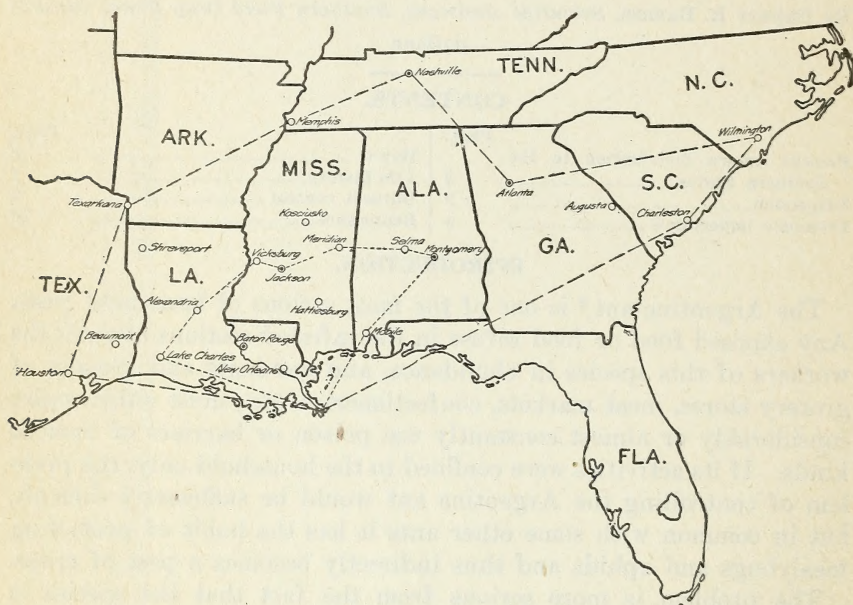 Nashville
TENN.
N. C.
Memphis
Wilmington
ARK.
MISS.
ALA.
Atlanta
S.C.
Texarkana
Kosciusko
Augusta
Charleston
Shreveport
Vicksburg
Meridian
Selma
Montgomery
GA.
Jackson
TEX.
LA.
Alexandria
Hattiesburg
Mobile
Beaumont
Baton Rouge
Lake Charles
New Orleans
Houston
FLA.